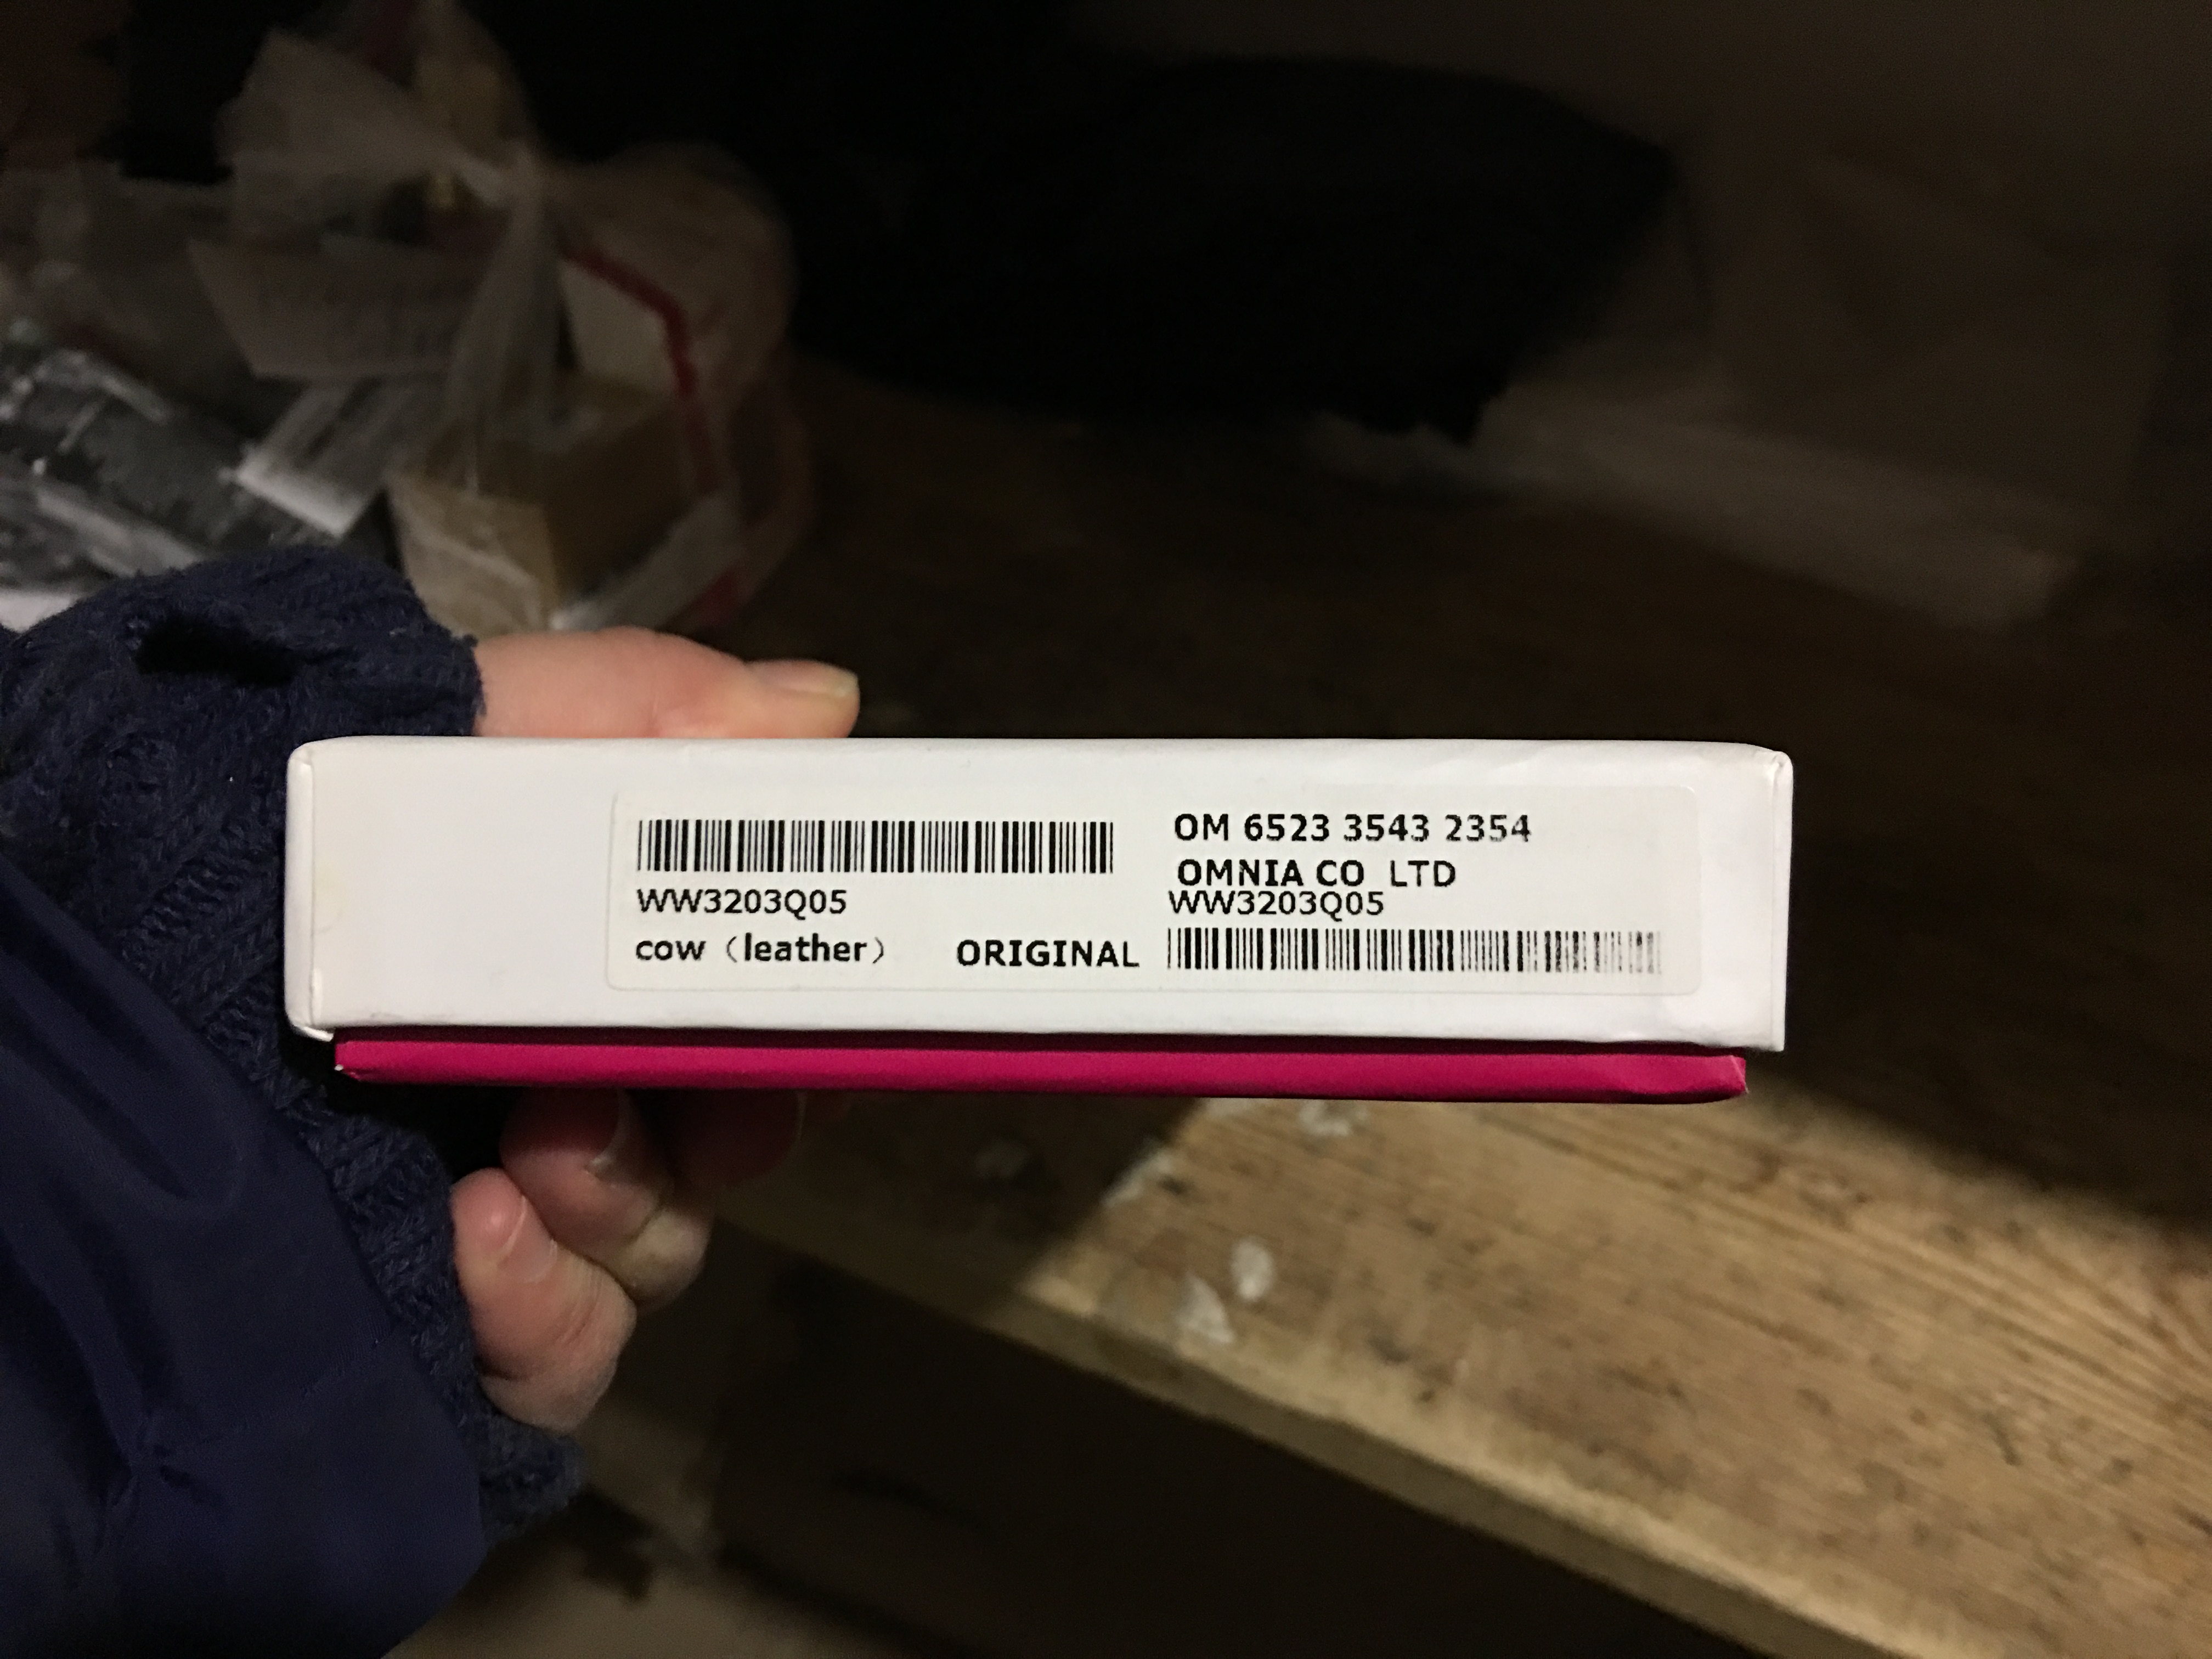 WW3203Q05
cow（leather）
ORIGINAL
OM 6523 3543 2354
OMNIA CO LTD
WW3203Q05